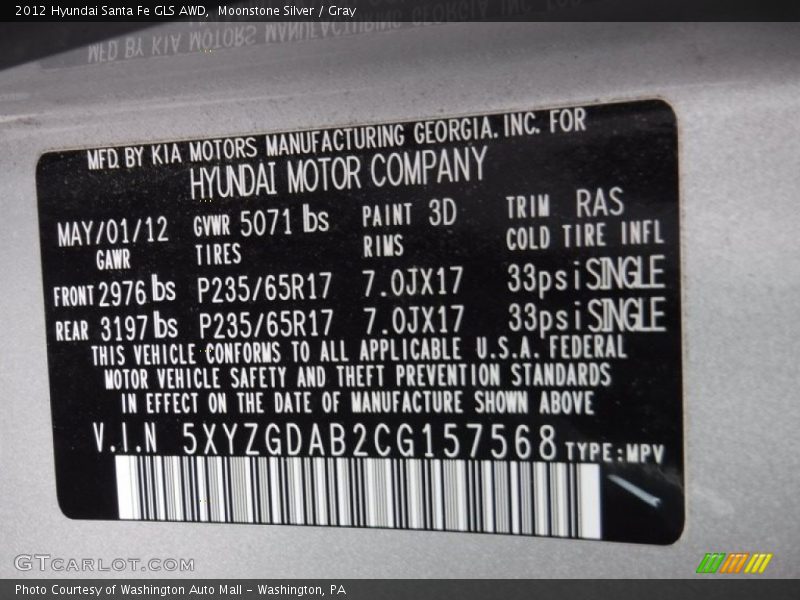 2012 Hyundai Santa Fe GLS AWD, Moonstone Silver / Gray
MFD. BY KIA MOTORS MANUFACTURING GEORGIA. INC. FOR
HYUNDAI MOTOR COMPANY
MAY/01/12 GVWR 5071 lbs PAINT 3D TRIM RAS
GAWR TIRES RIMS COLD TIRE INFL
FRONT 2976 lbs P235/65R17 7.0JX17 33psi SINGLE
REAR 3197 lbs P235/65R17 7.0JX17 33psi SINGLE
THIS VEHICLE CONFORMS TO ALL APPLICABLE U.S.A. FEDERAL
MOTOR VEHICLE SAFETY AND THEFT PREVENTION STANDARDS
IN EFFECT ON THE DATE OF MANUFACTURE SHOWN ABOVE
V.I.N 5XYZGDAB2CG157568 TYPE:MPV
GTCARLOT.COM
Photo Courtesy of Washington Auto Mall - Washington, PA